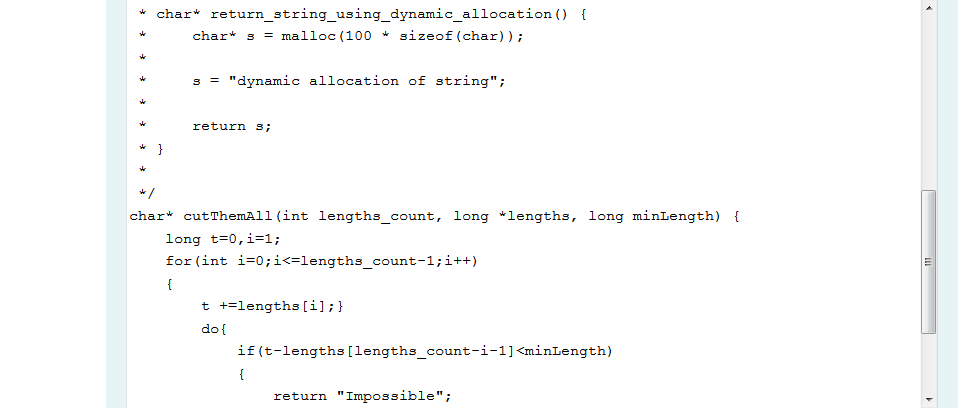 * char* return_string_using_dynamic_allocation() {
*     char* s = malloc(100 * sizeof(char));
*
*     s = "dynamic allocation of string";
*
*     return s;
* }
*
*/
char* cutThemAll(int lengths_count, long *lengths, long minLength) {
    long t=0,i=1;
    for(int i=0;i<=lengths_count-1;i++)
    {
        t +=lengths[i];}
        do{
            if(t-lengths[lengths_count-i-1]<minLength)
            {
                return "Impossible";